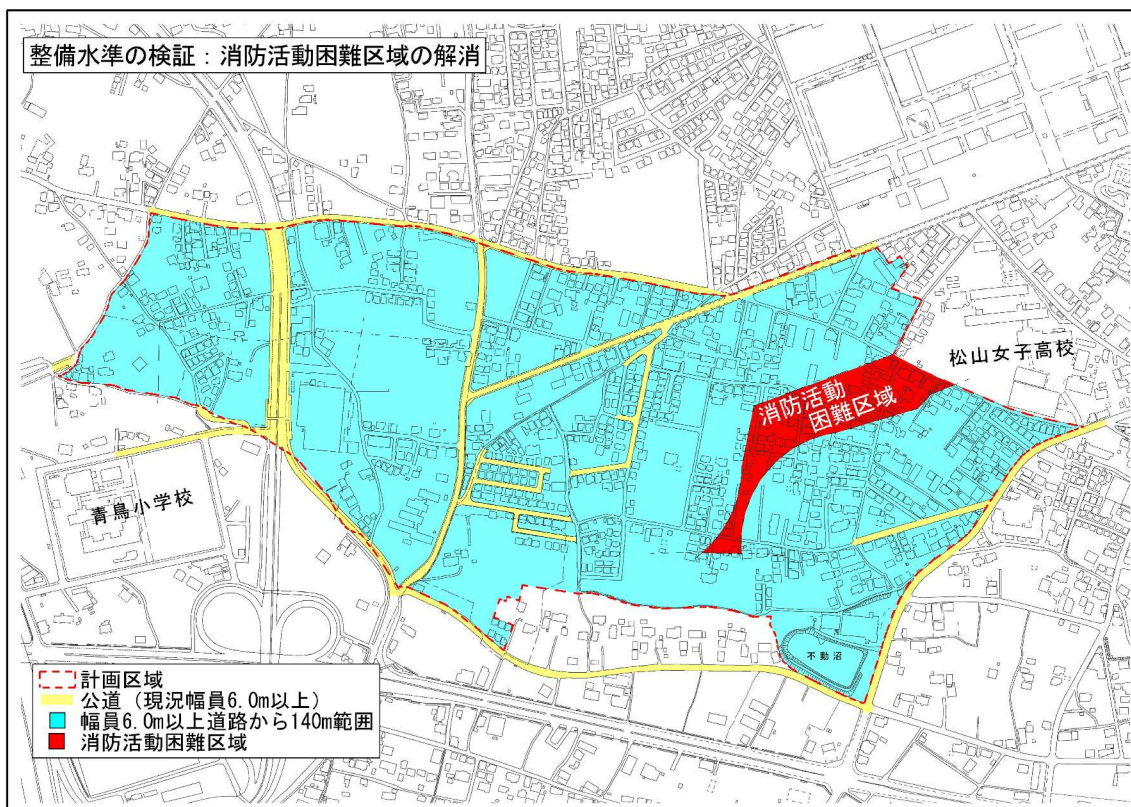 整備水準の検証：消防活動困難区域の解消
松山女子高校
消防活動
困難区域
青鳥小学校
不動沼
計画区域
公道（現況幅員6.0m以上）
幅員6.0m以上道路から140m範囲
消防活動困難区域